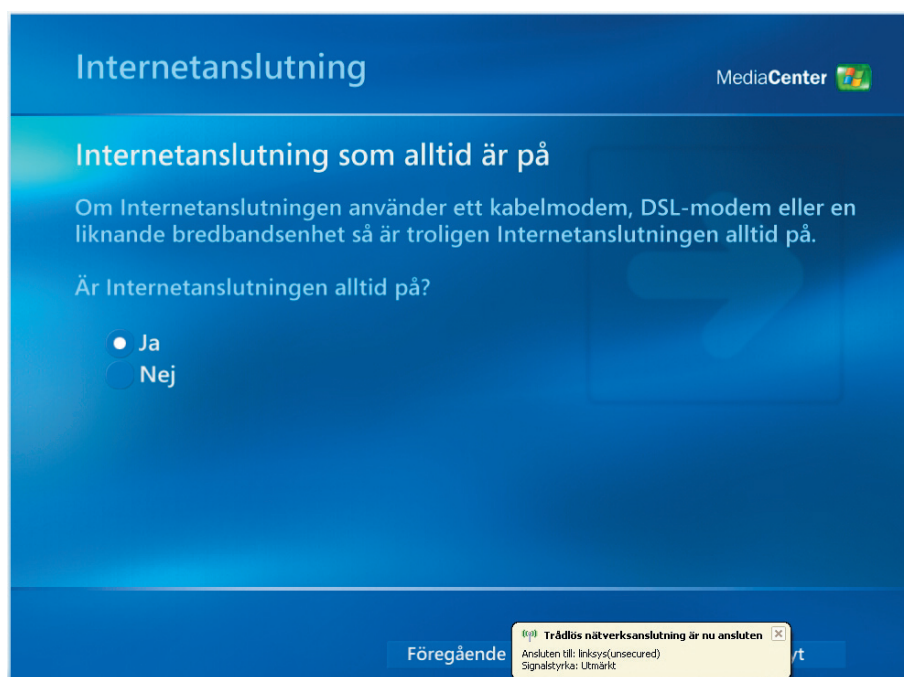 Internetanslutning
MediaCenter
Internetanslutning som alltid är på
Om Internetanslutningen använder ett kabelmodem, DSL-modem eller en
liknande bredbandsenhet så är troligen Internetanslutningen alltid på.
Är Internetanslutningen alltid på?
Ja
Nej
Föregående
Trådlös nätverksanslutning är nu ansluten
Ansluten till: linksys(unsecured)
Signalstyrka: Utmärkt